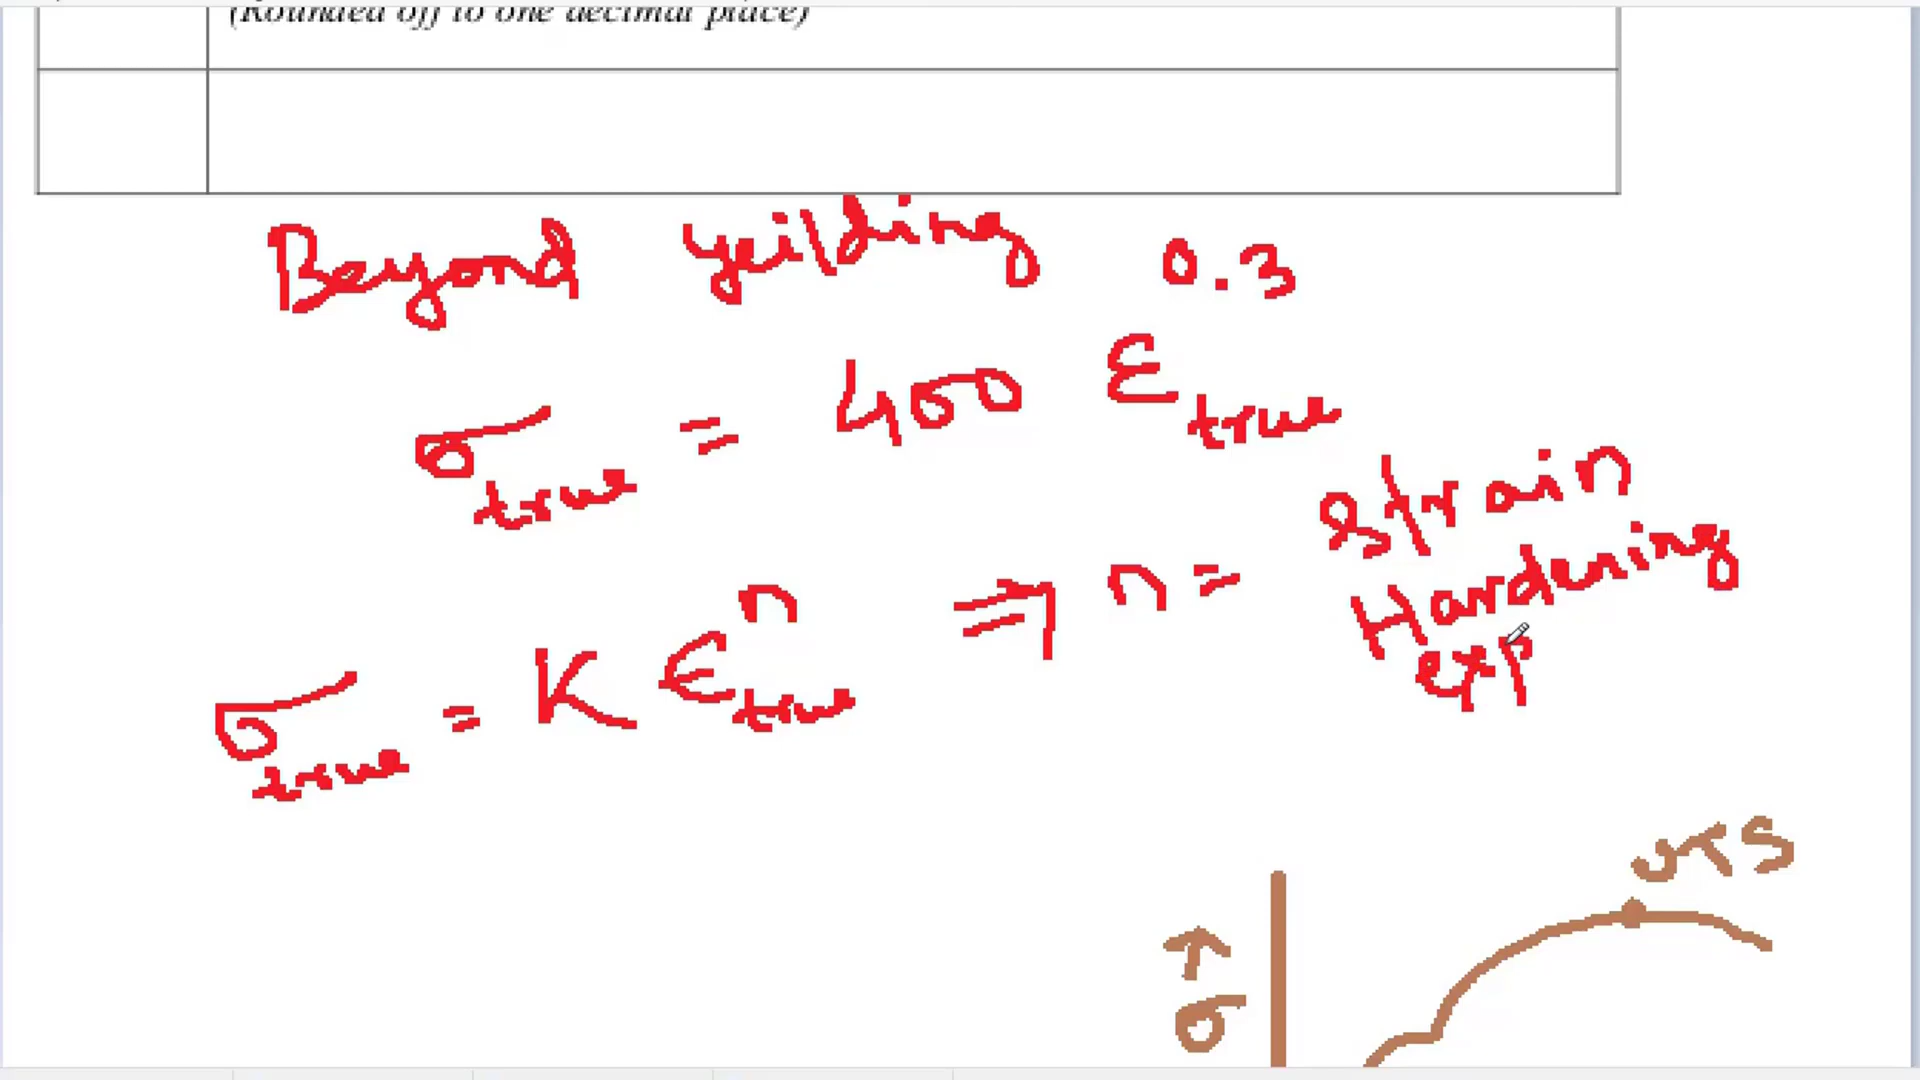 (Rounded off to one decimal place)
Beyond yeilding 0.3
σtrue = 400 εtrue
σtrue = K εtrue^n ⇒ n = Strain
Hardening
exp
UTS
σ ↑